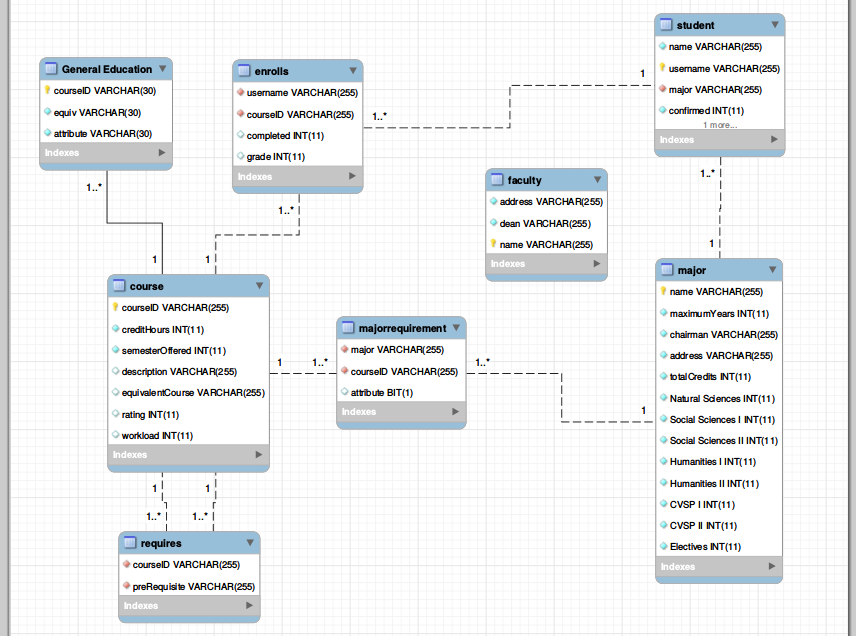 General Education
courseID VARCHAR(30)
equiv VARCHAR(30)
attribute VARCHAR(30)
Indexes
1..*
1
enrolls
username VARCHAR(255)
courseID VARCHAR(255)
completed INT(11)
grade INT(11)
Indexes
1..*
1
1..*
1
student
name VARCHAR(255)
username VARCHAR(255)
major VARCHAR(255)
confirmed INT(11)
1 more...
Indexes
1..*
1
faculty
address VARCHAR(255)
dean VARCHAR(255)
name VARCHAR(255)
Indexes
course
courseID VARCHAR(255)
creditHours INT(11)
semesterOffered INT(11)
description VARCHAR(255)
equivalentCourse VARCHAR(255)
rating INT(11)
workload INT(11)
Indexes
1
1..*
majorrequirement
major VARCHAR(255)
courseID VARCHAR(255)
attribute BIT(1)
Indexes
1..*
1
major
name VARCHAR(255)
maximumYears INT(11)
chairman VARCHAR(255)
address VARCHAR(255)
totalCredits INT(11)
Natural Sciences INT(11)
Social Sciences I INT(11)
Social Sciences II INT(11)
Humanities I INT(11)
Humanities II INT(11)
CVSP I INT(11)
CVSP II INT(11)
Electives INT(11)
Indexes
1
1
1..*
1..*
requires
courseID VARCHAR(255)
preRequisite VARCHAR(255)
Indexes